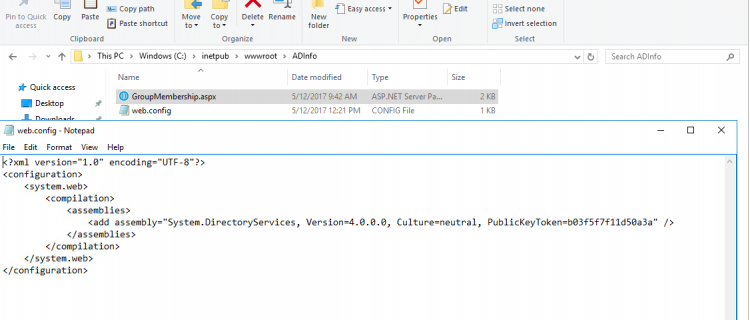 Pin to Quick access
Copy
Paste
Copy path
Paste shortcut
Move to
Copy to
Delete
Rename
New folder
Easy access
Properties
Edit
Select none
Invert selection
Clipboard
Organize
New
Open
Select
This PC > Windows (C:) > inetpub > wwwroot > ADInfo
Search ADInfo
Name
Date modified
Type
Size
Quick access
Desktop
Downloads
GroupMembership.aspx 5/12/2017 9:42 AM ASP.NET Server Pa... 2 KB
web.config 5/12/2017 12:21 PM CONFIG File 1 KB
web.config - Notepad
File Edit Format View Help
<?xml version="1.0" encoding="UTF-8"?>
<configuration>
<system.web>
<compilation>
<assemblies>
<add assembly="System.DirectoryServices, Version=4.0.0.0, Culture=neutral, PublicKeyToken=b03f5f7f11d50a3a" />
</assemblies>
</compilation>
</system.web>
</configuration>